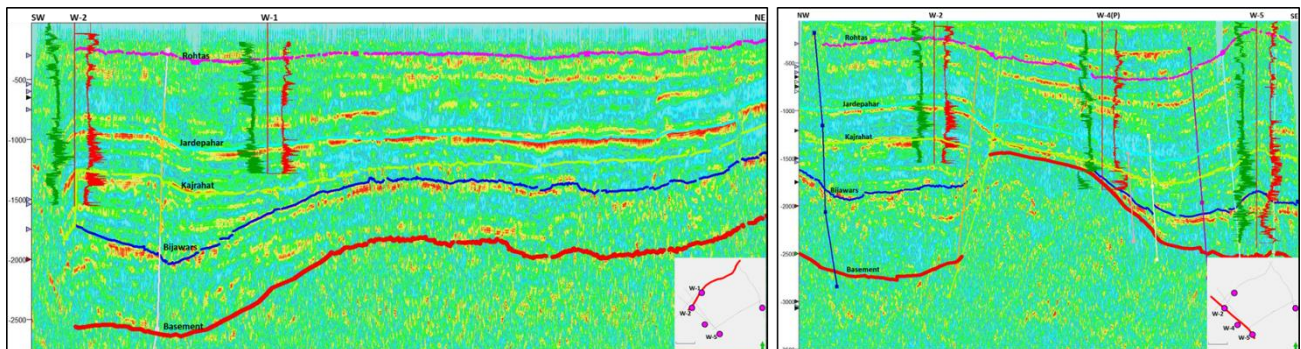 SW W-2 W-1 NE
Rohtas
-500
-1000
Jardepahar
Kajrahat
-1500
Bijawars
-2000
-2500
Basement
W-1
W-2
W-5
NW W-2 W-4(P) W-5 SE
Rohtas
-500
Jardepahar
-1000
Kajrahat
-1500
Bijawars
-2000
Basement
-2500
-3000
W-2
W-4
W-5